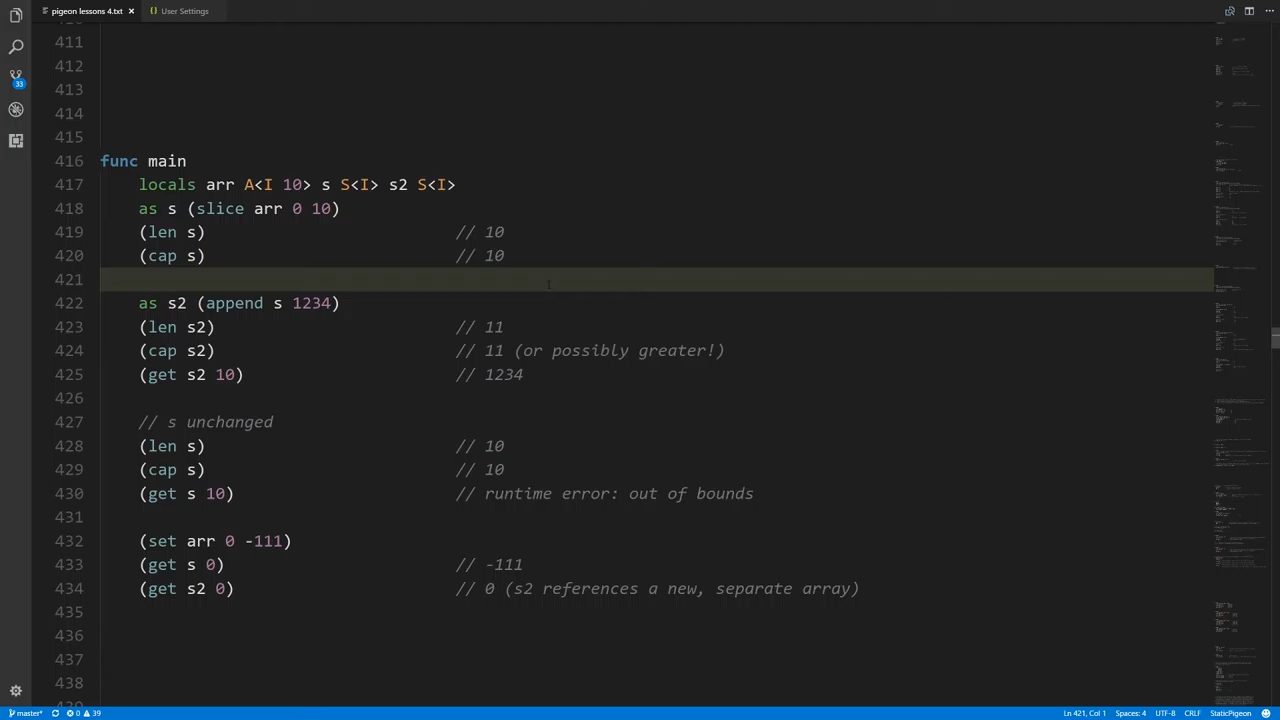 pigeon lessons 4.txt × {} User Settings
411
412
413
414
415
416 func main
417 locals arr A<I 10> s S<I> s2 S<I>
418 as s (slice arr 0 10)
419 (len s) // 10
420 (cap s) // 10
421
422 as s2 (append s 1234)
423 (len s2) // 11
424 (cap s2) // 11 (or possibly greater!)
425 (get s2 10) // 1234
426
427 // s unchanged
428 (len s) // 10
429 (cap s) // 10
430 (get s 10) // runtime error: out of bounds
431
432 (set arr 0 -111)
433 (get s 0) // -111
434 (get s2 0) // 0 (s2 references a new, separate array)
435
436
437
438
33
master* 0 39 Ln 421, Col 1 Spaces: 4 UTF-8 CRLF StaticPigeon